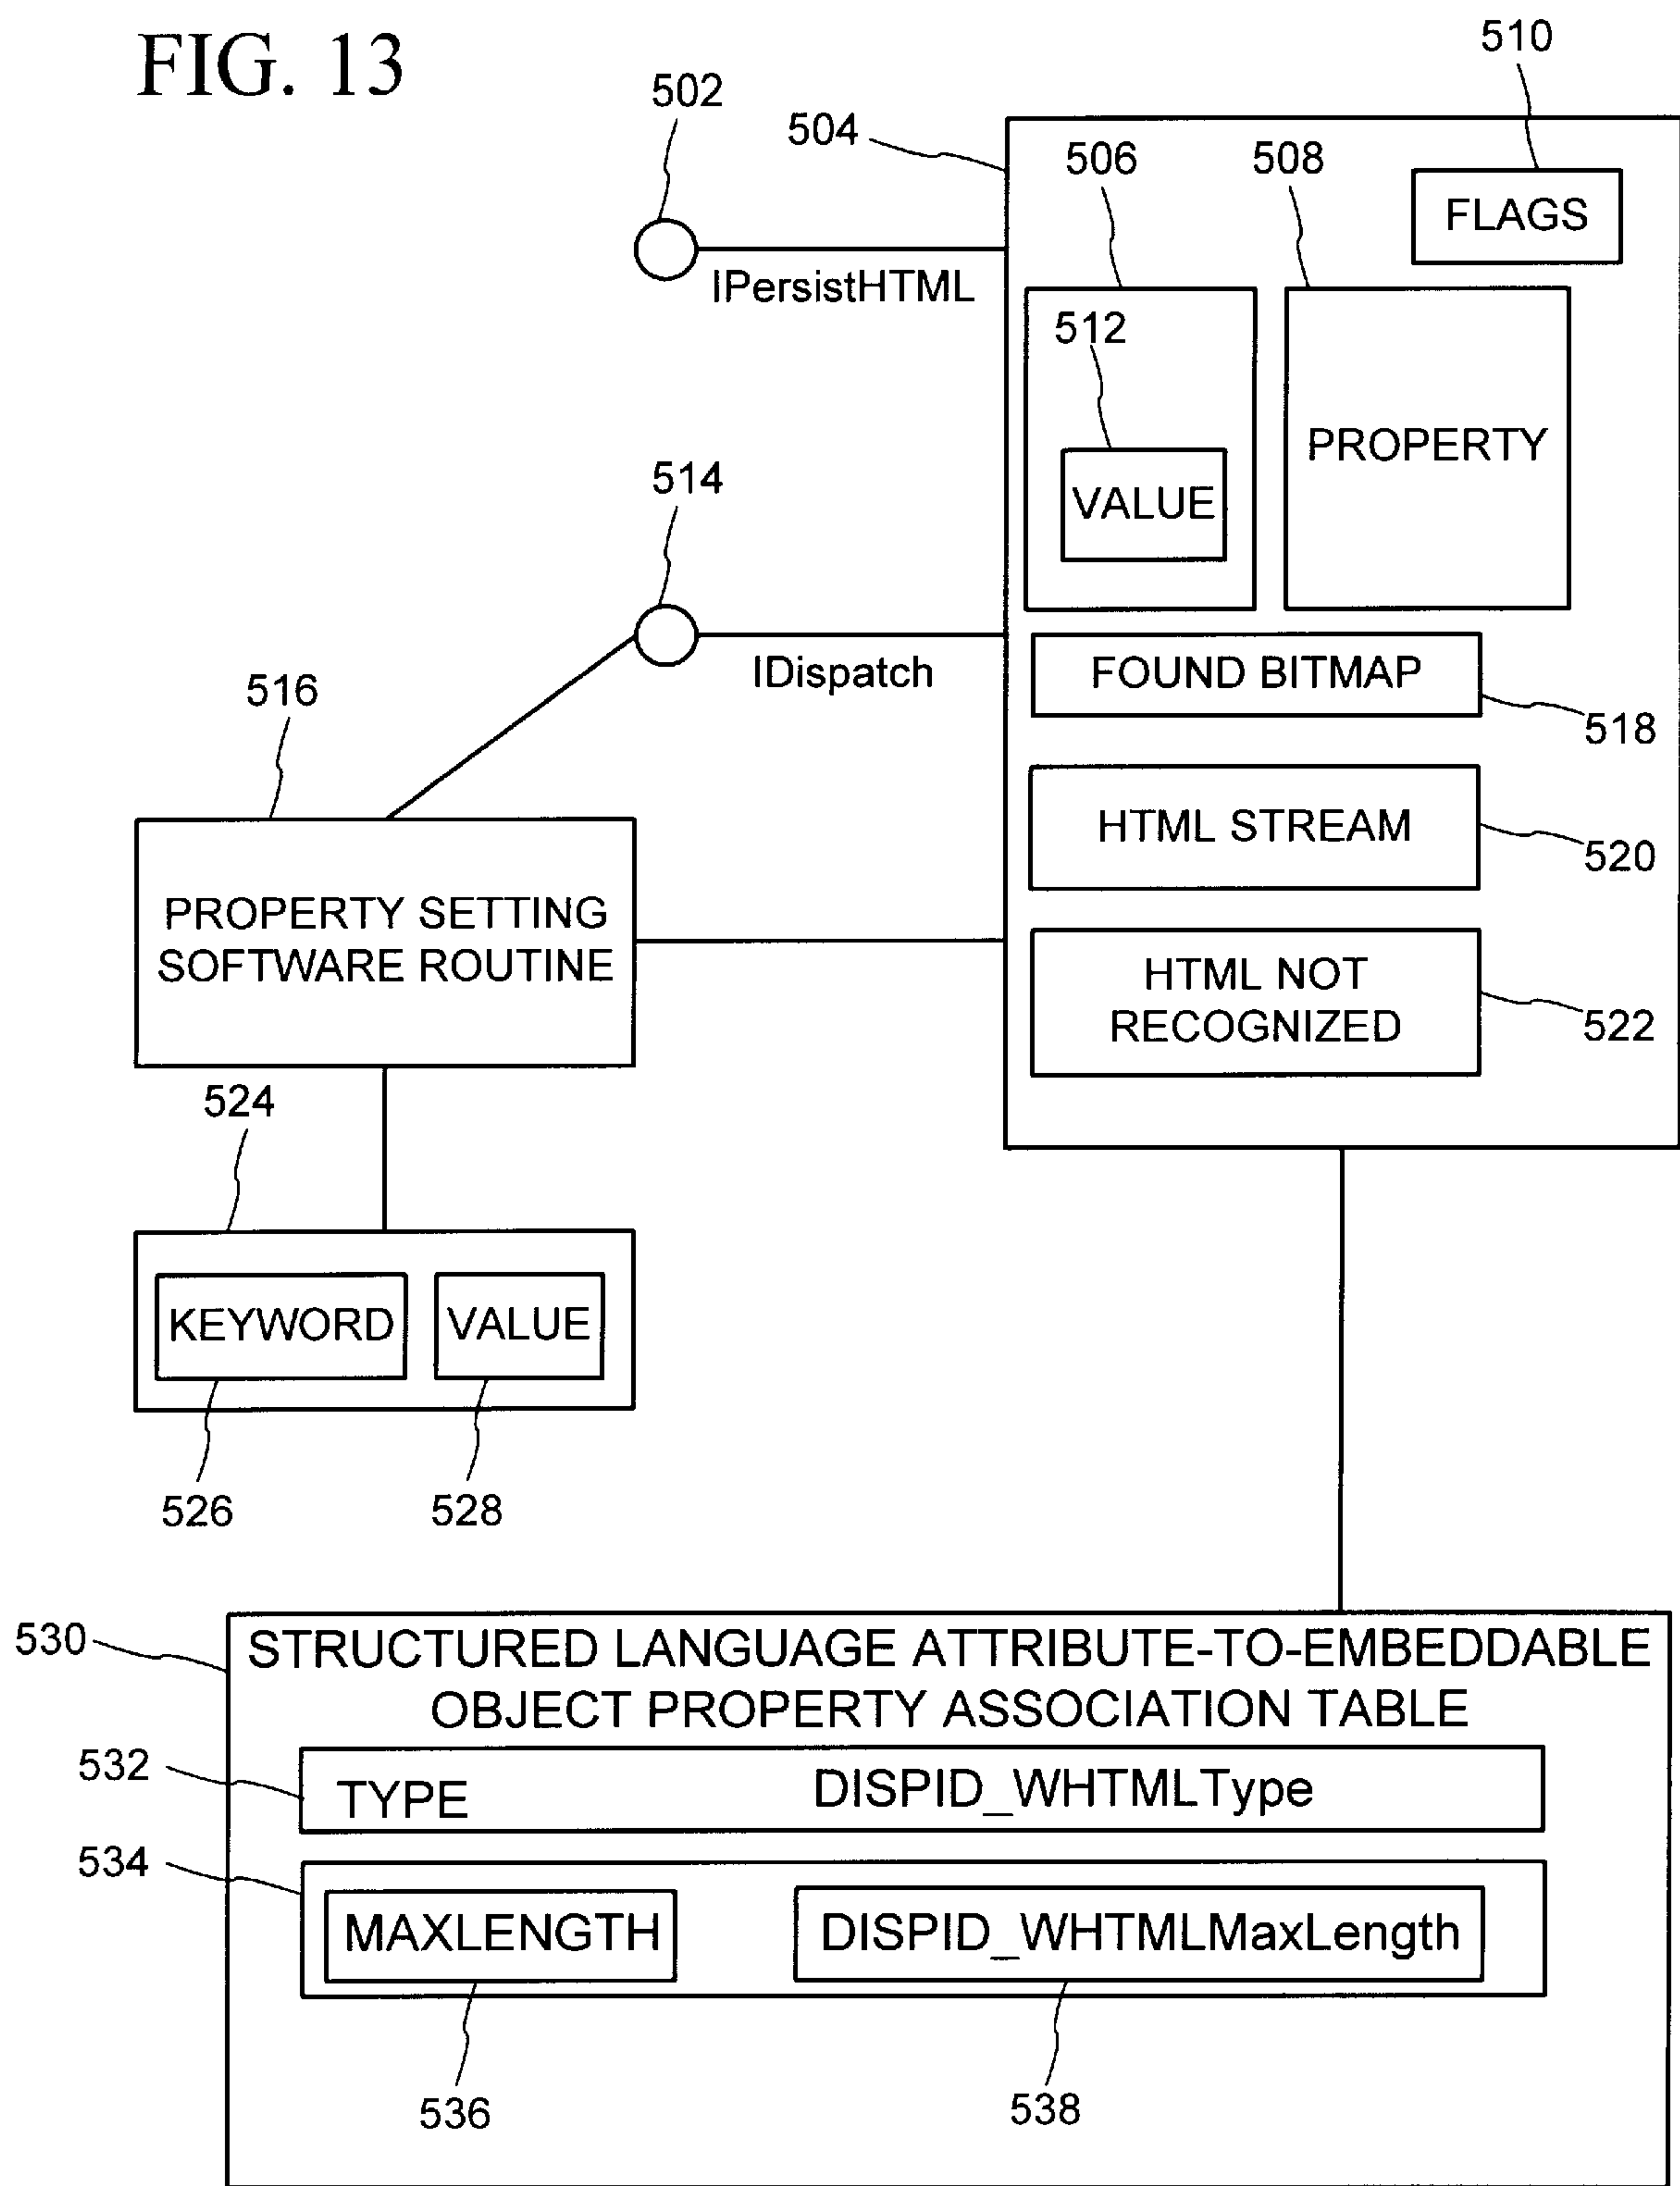 FIG. 13
510
502
504
506
508
FLAGS
IPersistHTML
512
PROPERTY
VALUE
514
IDispatch
FOUND BITMAP
518
516
HTML STREAM
520
PROPERTY SETTING
SOFTWARE ROUTINE
HTML NOT
RECOGNIZED
522
524
KEYWORD
VALUE
526
528
530
STRUCTURED LANGUAGE ATTRIBUTE-TO-EMBEDDABLE
OBJECT PROPERTY ASSOCIATION TABLE
532
TYPE
DISPID_WHTMLType
534
MAXLENGTH
DISPID_WHTMLMaxLength
536
538